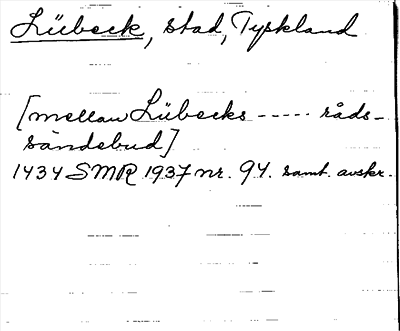 Lübeck, stad, Tyskland
[mellan Lübecks ----- råds-
sändebud]
1434 SMR 1937 nr. 94. samt. avskr.